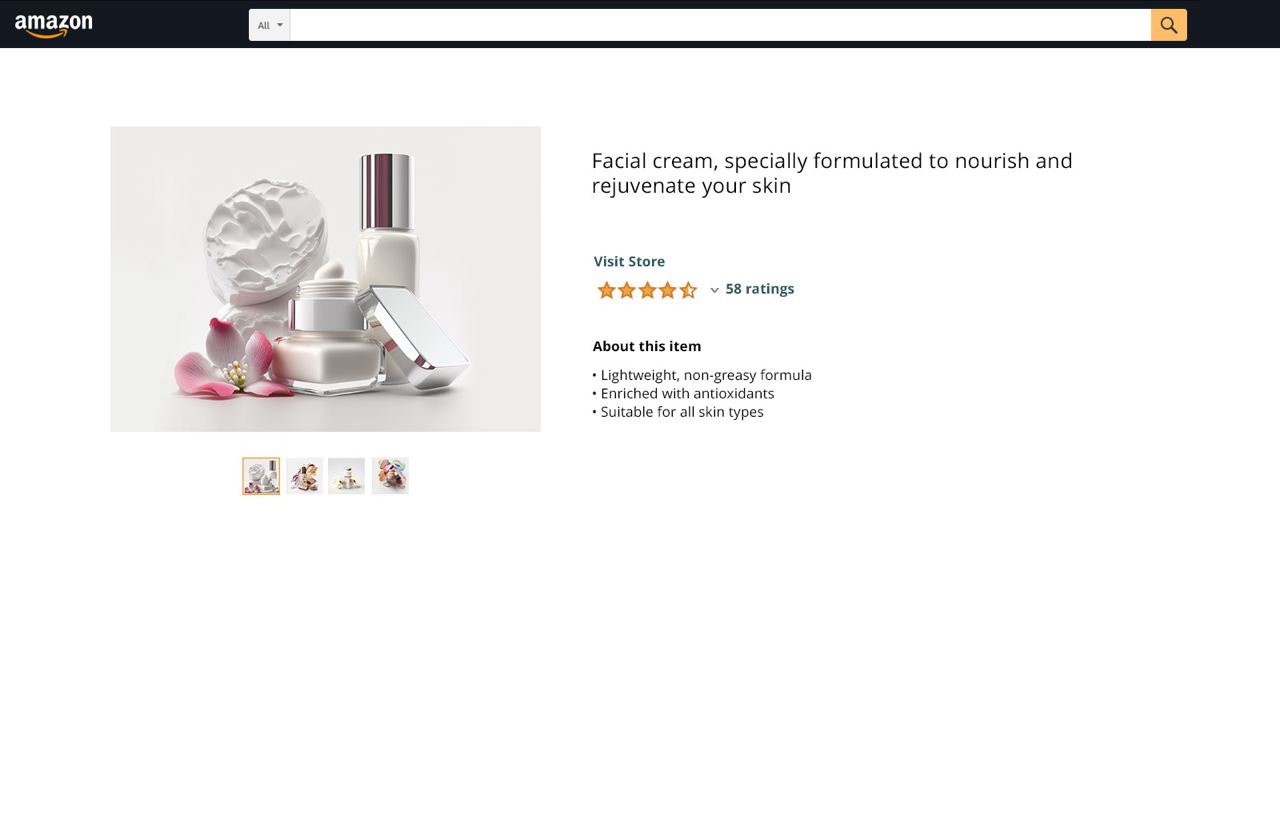 amazon
All
Facial cream, specially formulated to nourish and
rejuvenate your skin
Visit Store
58 ratings
About this item
• Lightweight, non-greasy formula
• Enriched with antioxidants
• Suitable for all skin types